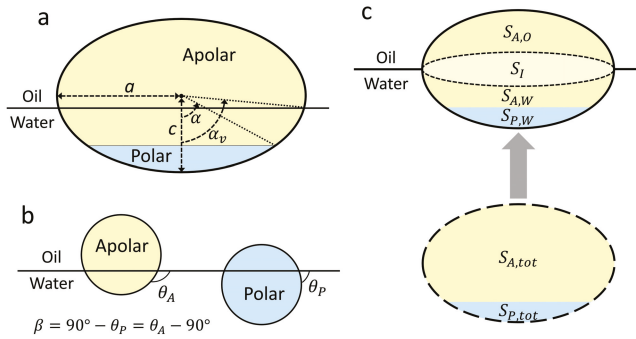 a
Apolar
a
Oil
Water
c
α
α_v
Polar
b
Oil
Water
Apolar
θ_A
Polar
θ_P
β = 90° − θ_P = θ_A − 90°
c
S_{A,O}
Oil
Water
S_I
S_{A,W}
S_{P,W}
S_{A,tot}
S_{P,tot}